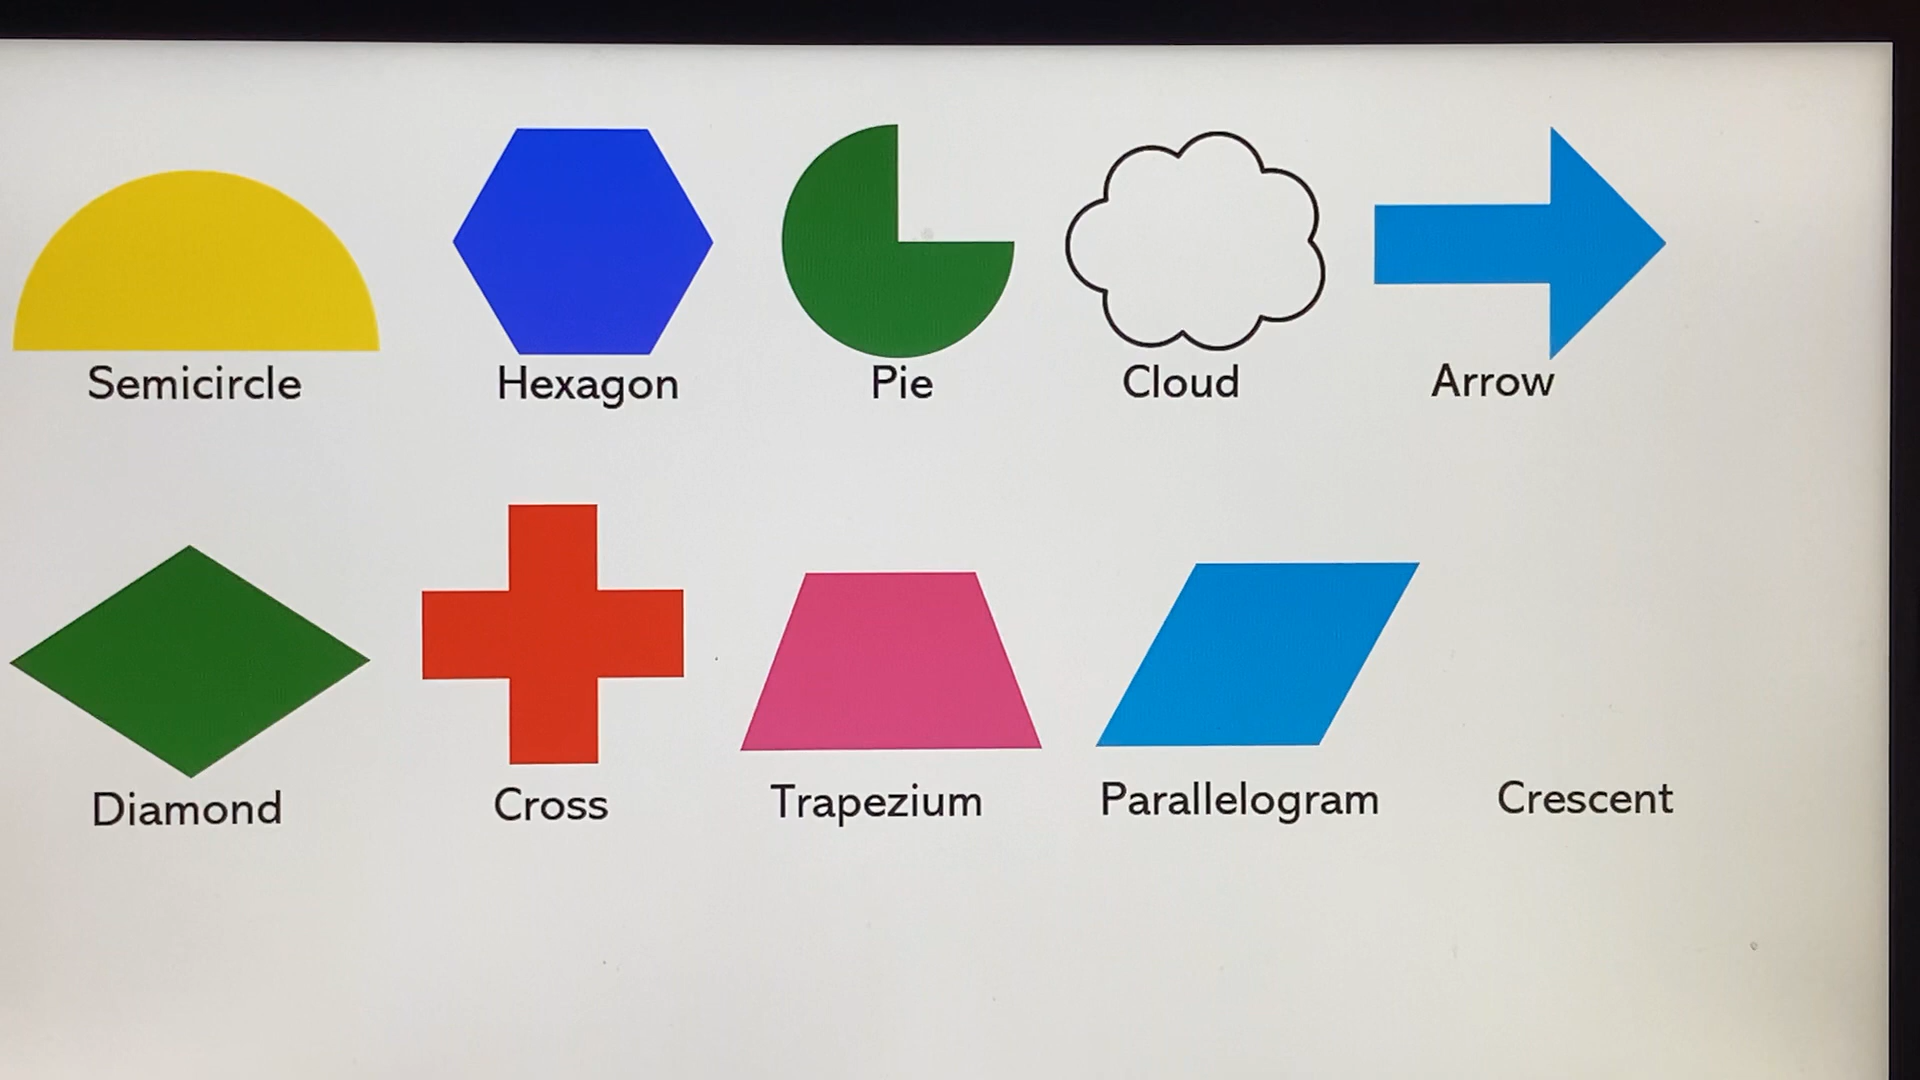 Semicircle
Hexagon
Pie
Cloud
Arrow
Diamond
Cross
Trapezium
Parallelogram
Crescent